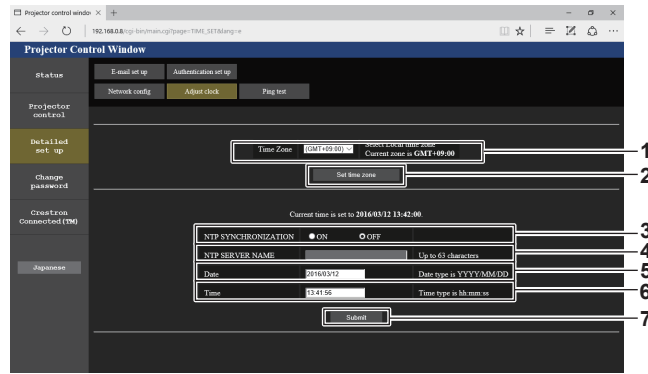 Projector control window
192.168.0.8/cgi-bin/main.cgi?page=TIME_SET&lang=e
Projector Control Window
Status
E-mail set up
Authentication set up
Network config
Adjust clock
Ping test
Projector
control
Detailed
set up
Change
password
Crestron
Connected(TM)
Japanese
Time Zone
(GMT+09:00)
Select Local time zone
Current zone is GMT+09:00
1
Set time zone
2
Current time is set to 2016/03/12 13:42:00.
NTP SYNCHRONIZATION
ON
OFF
3
NTP SERVER NAME
Up to 63 characters
4
Date
2016/03/12
Date type is YYYY/MM/DD
5
Time
13:41:56
Time type is hh:mm:ss
6
Submit
7